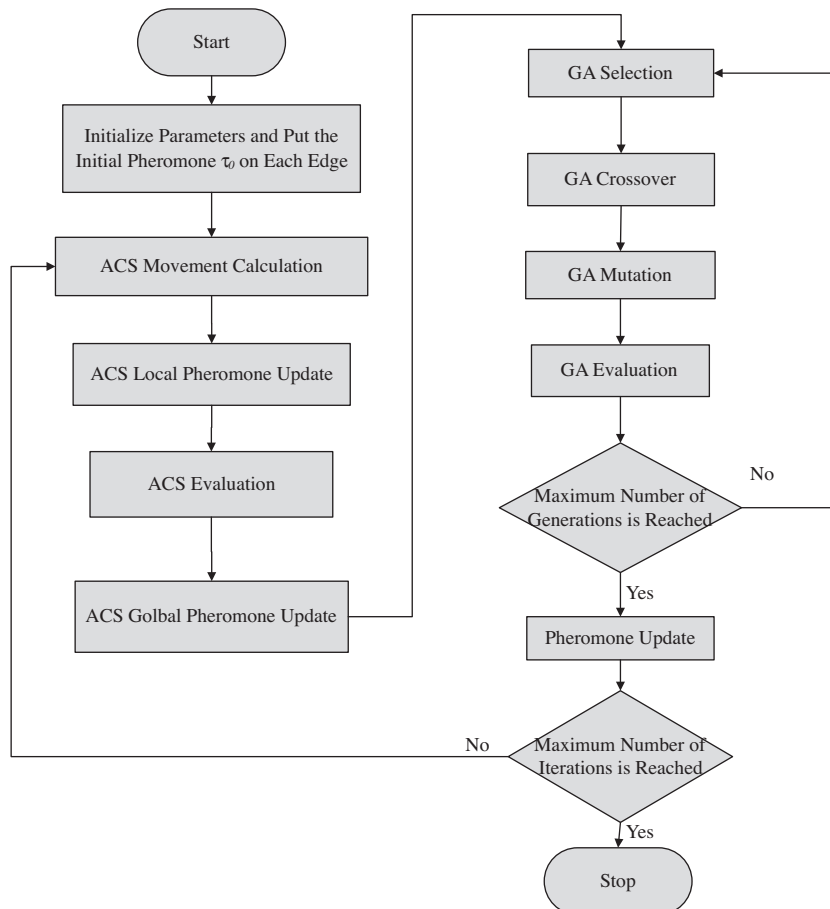 Start
Initialize Parameters and Put the
Initial Pheromone τ0 on Each Edge
ACS Movement Calculation
ACS Local Pheromone Update
ACS Evaluation
ACS Golbal Pheromone Update
GA Selection
GA Crossover
GA Mutation
GA Evaluation
Maximum Number of
Generations is Reached
No
Yes
Pheromone Update
Maximum Number of
Iterations is Reached
No
Yes
Stop